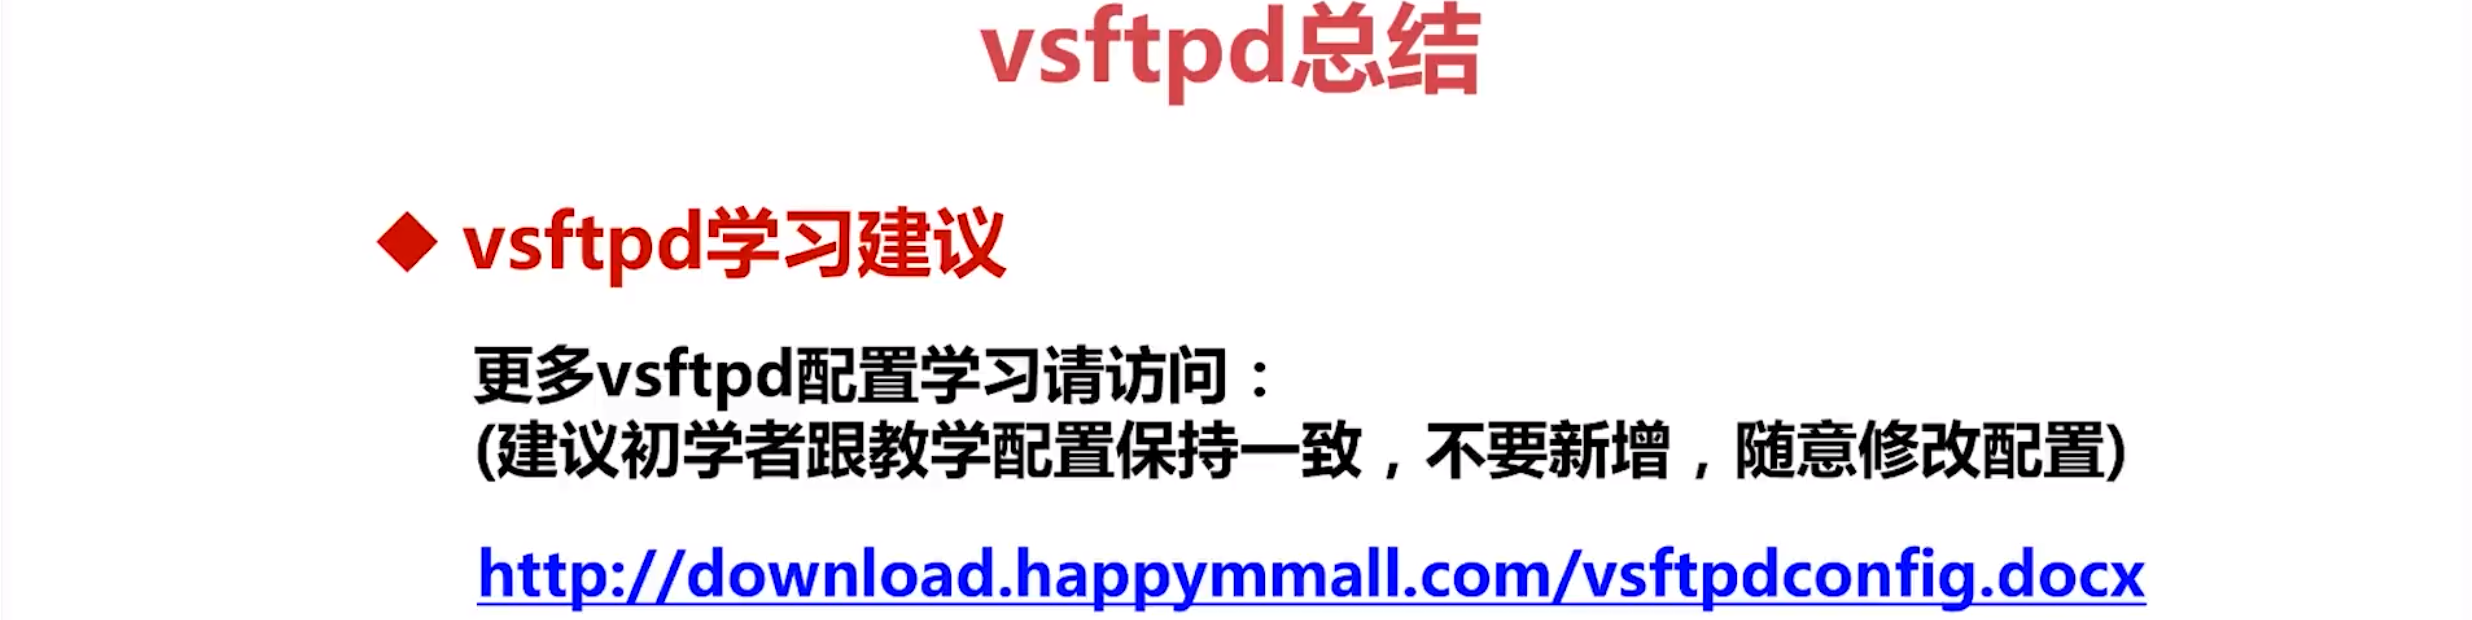 vsftpd总结
◆ vsftpd学习建议
更多vsftpd配置学习请访问：
(建议初学者跟教学配置保持一致，不要新增，随意修改配置)
http://download.happymmall.com/vsftpdconfig.docx